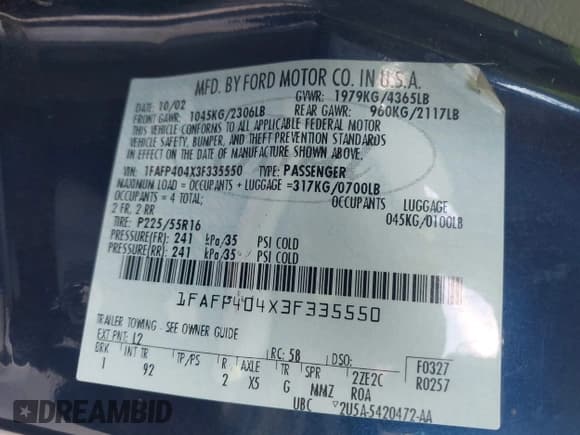 MFD. BY FORD MOTOR CO. IN U.S.A.
DATE: 10/02 GVWR: 1979KG/4365LB
FRONT GAWR: 1045KG/2306LB REAR GAWR: 960KG/2117LB
THIS VEHICLE CONFORMS TO ALL APPLICABLE FEDERAL MOTOR
VEHICLE SAFETY, BUMPER, AND THEFT PREVENTION STANDARDS
IN EFFECT ON THE DATE OF MANUFACTURE SHOWN ABOVE.
VIN: 1FAFP404X3F335550 TYPE: PASSENGER
MAXIMUM LOAD = OCCUPANTS + LUGGAGE =317KG/0700LB
OCCUPANTS = 4 TOTAL; LUGGAGE
2 FR, 2 RR 045KG/0100LB
TIRE: P225/55R16
PRESSURE(FR): 241 kPa/35 PSI COLD
PRESSURE(RR): 241 kPa/35 PSI COLD
1FAFP404X3F335550
TRAILER TOWING - SEE OWNER GUIDE
EXT PNT: L2 RC: 58 DSO: F0327
BRK INT TR TP/PS R AXLE TR SPR 2ZE2C R0257
1 92 2 X5 G MMZ ROA
UBC 2U5A-5420472-AA
DREAMBID